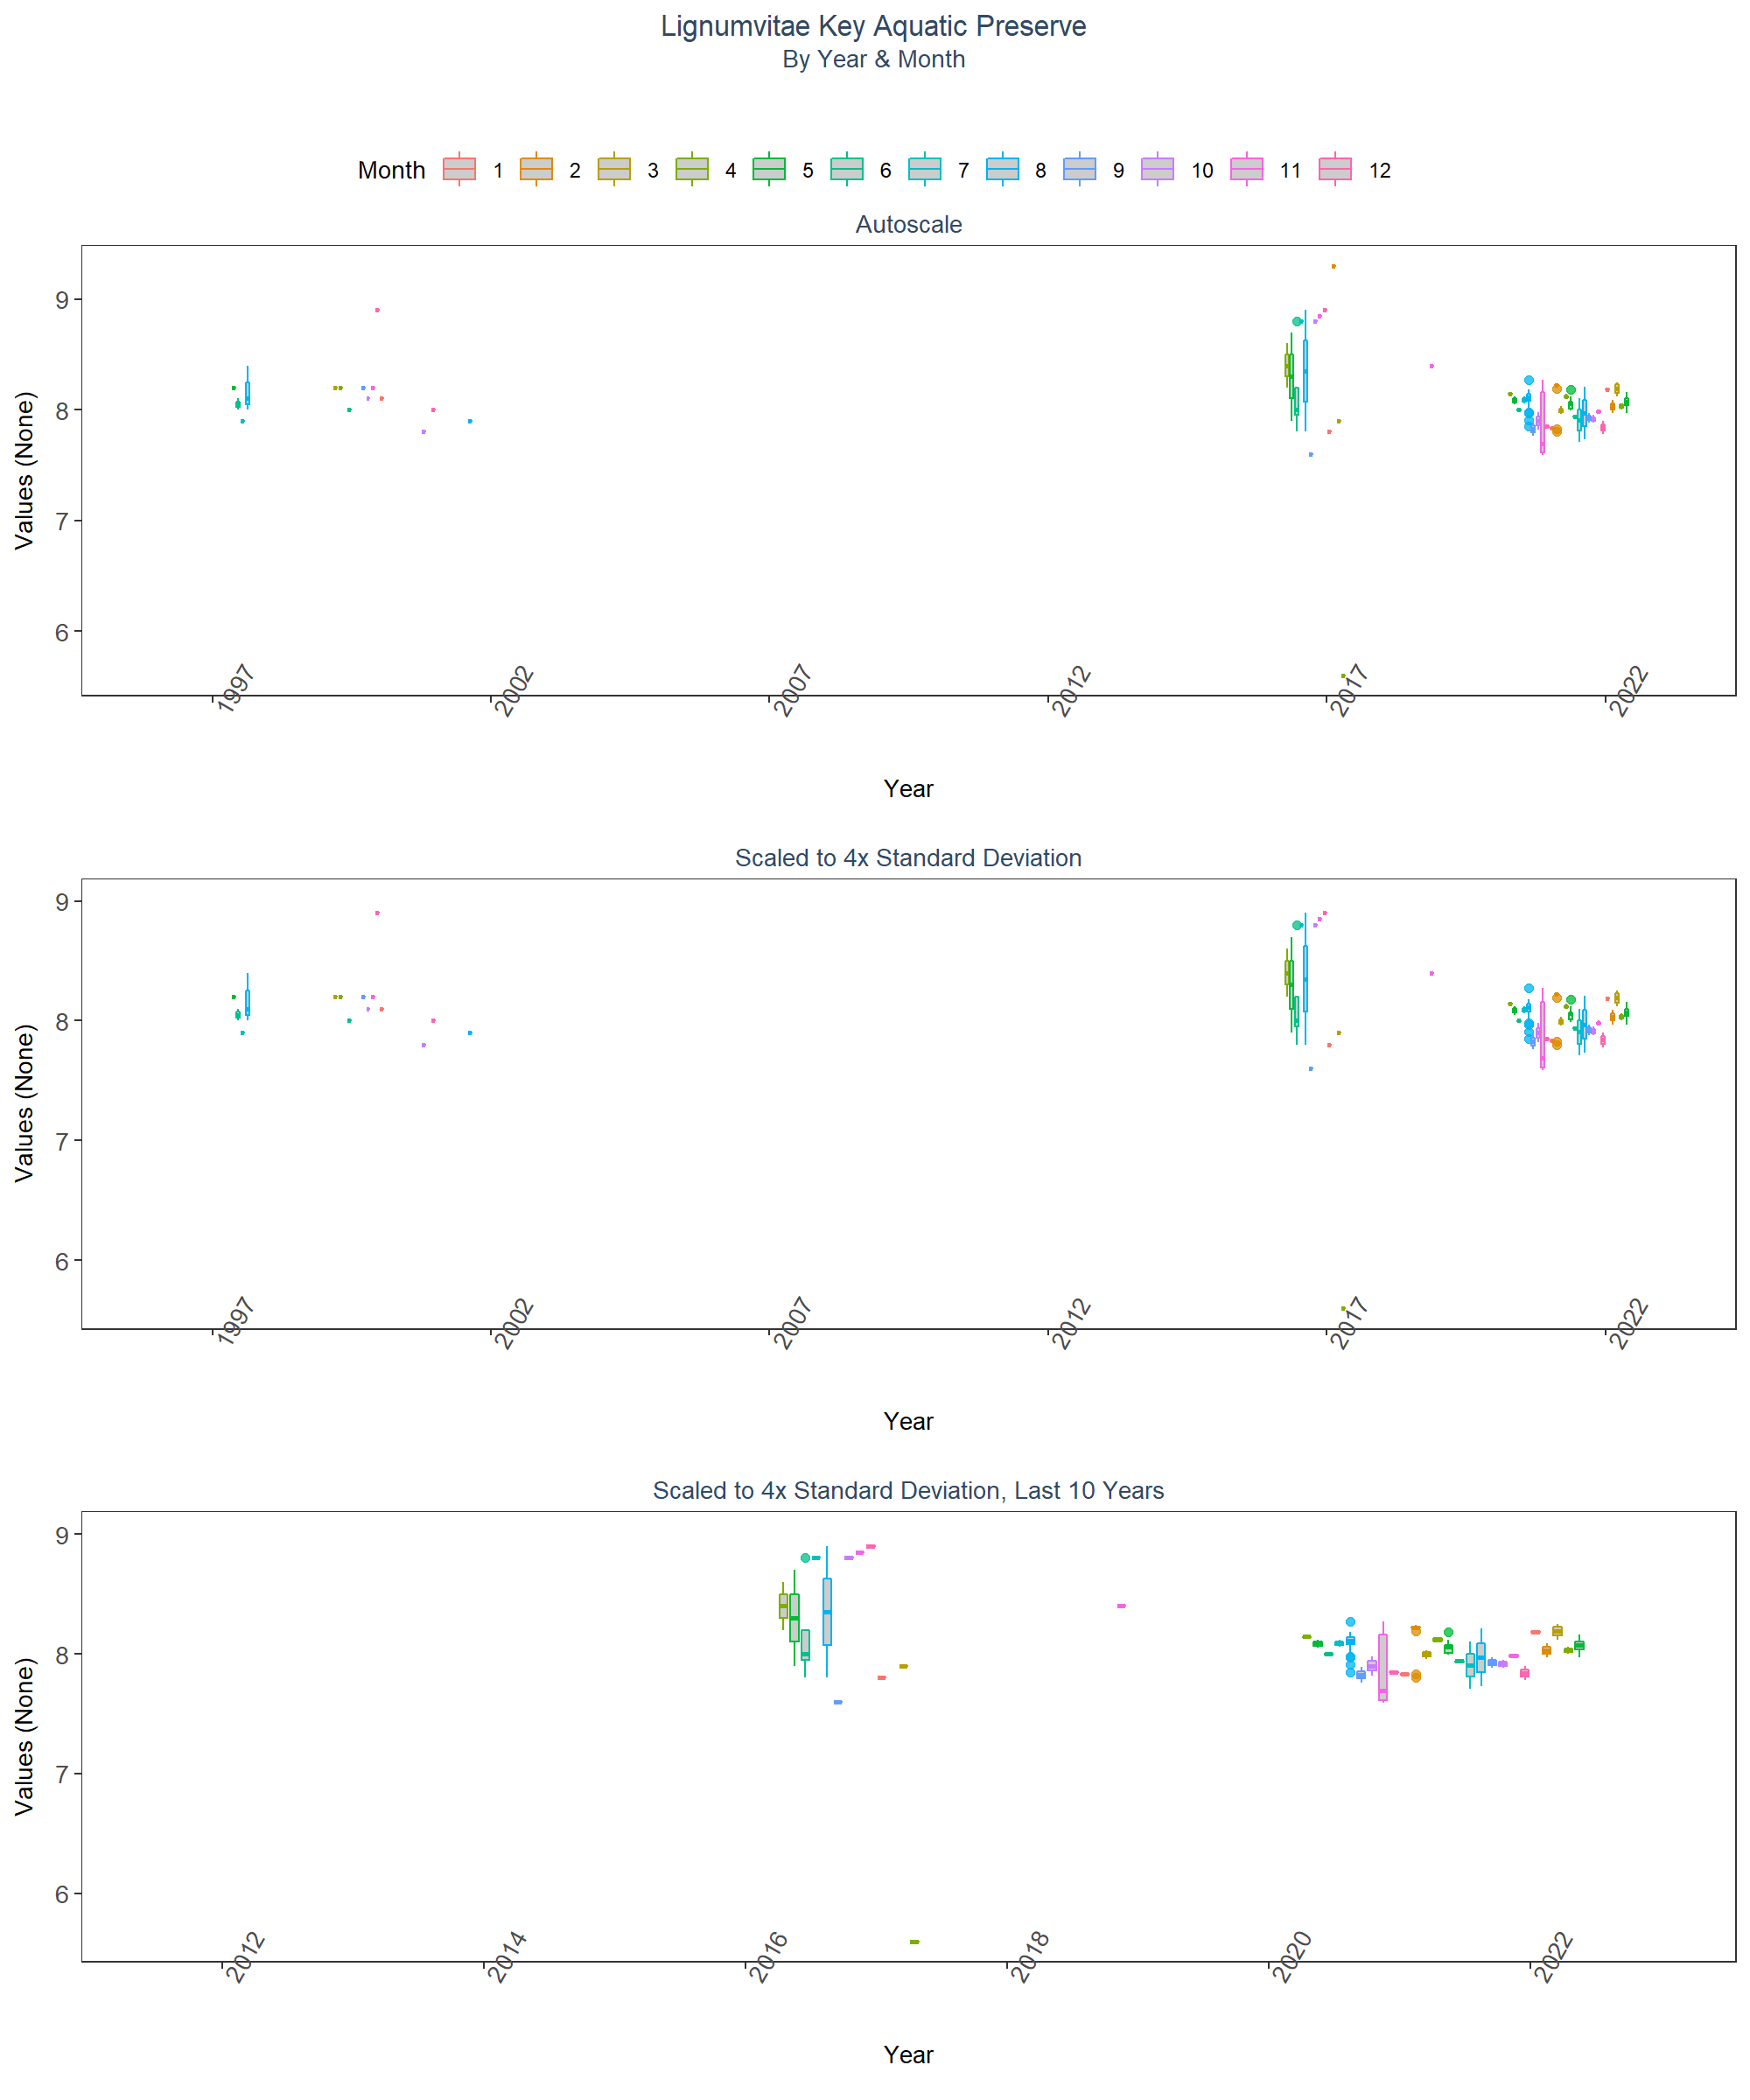 Lignumvitae Key Aquatic Preserve
By Year & Month
Month 1 2 3 4 5 6 7 8 9 10 11 12
Autoscale
9
8
7
6
Values (None)
1997 2002 2007 2012 2017 2022
Year
Scaled to 4x Standard Deviation
9
8
7
6
Values (None)
1997 2002 2007 2012 2017 2022
Year
Scaled to 4x Standard Deviation, Last 10 Years
9
8
7
6
Values (None)
2012 2014 2016 2018 2020 2022
Year